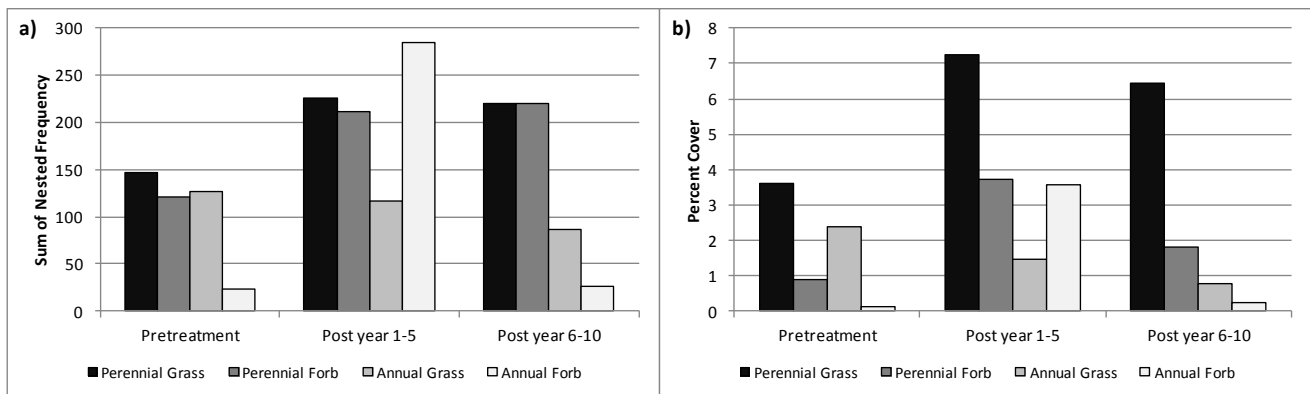 a)
300
250
200
150
100
50
0
Sum of Nested Frequency
Pretreatment Post year 1-5 Post year 6-10
Perennial Grass Perennial Forb Annual Grass Annual Forb
b)
8
7
6
5
4
3
2
1
0
Percent Cover
Pretreatment Post year 1-5 Post year 6-10
Perennial Grass Perennial Forb Annual Grass Annual Forb